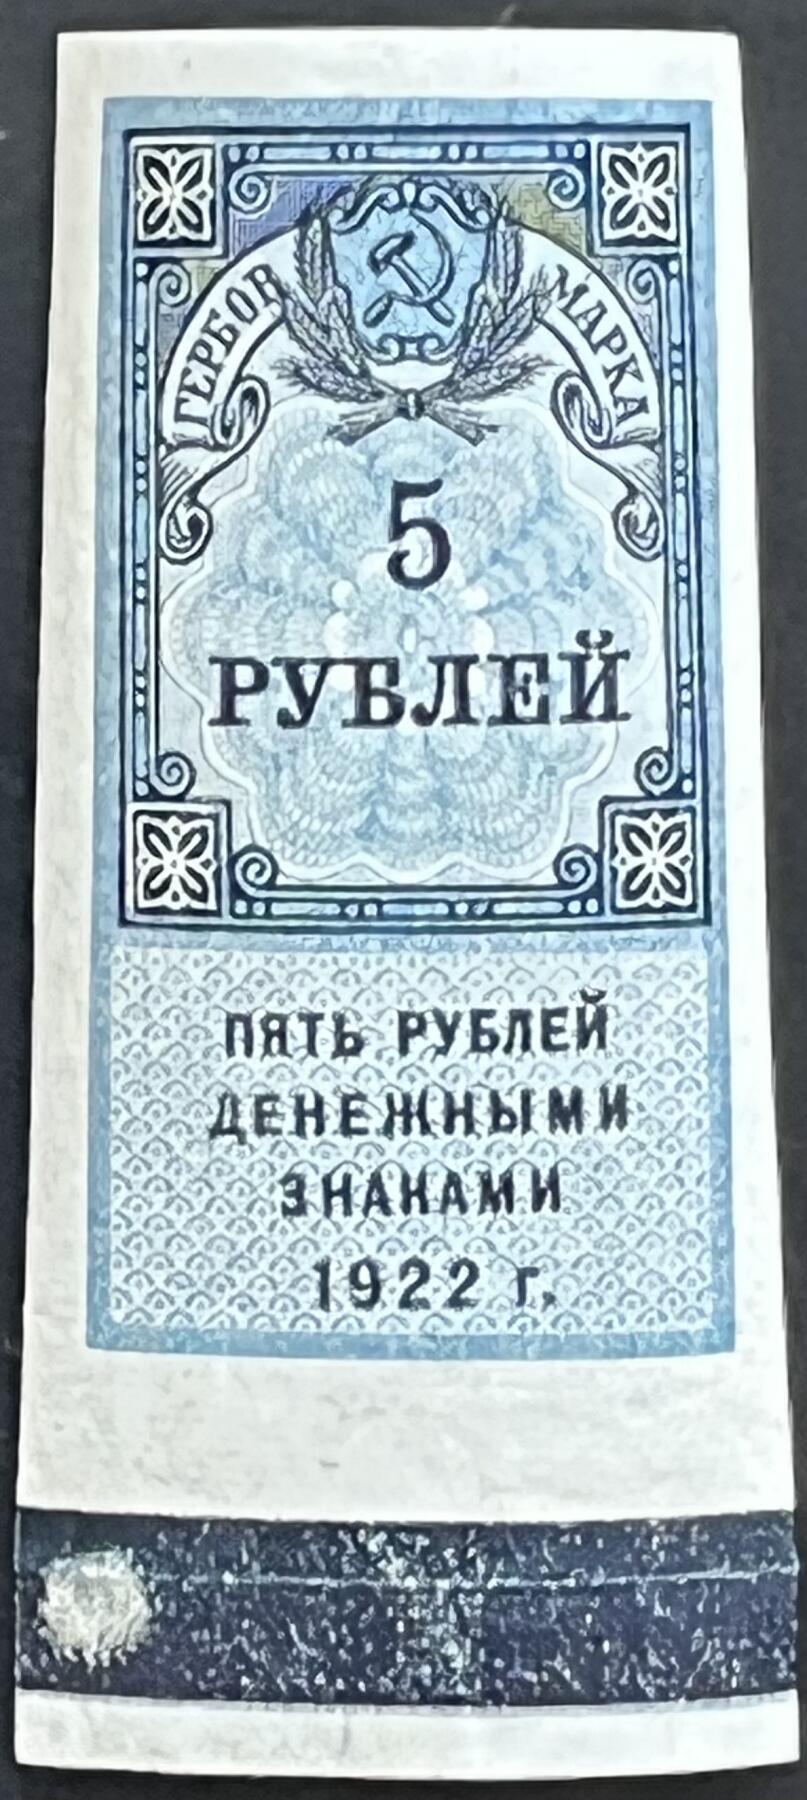 ГЕРБОВ МАРКА
5
РУБЛЕЙ
ПЯТЬ РУБЛЕЙ
ДЕНЕЖНЫМИ
ЗНАКАМИ
1922 г.